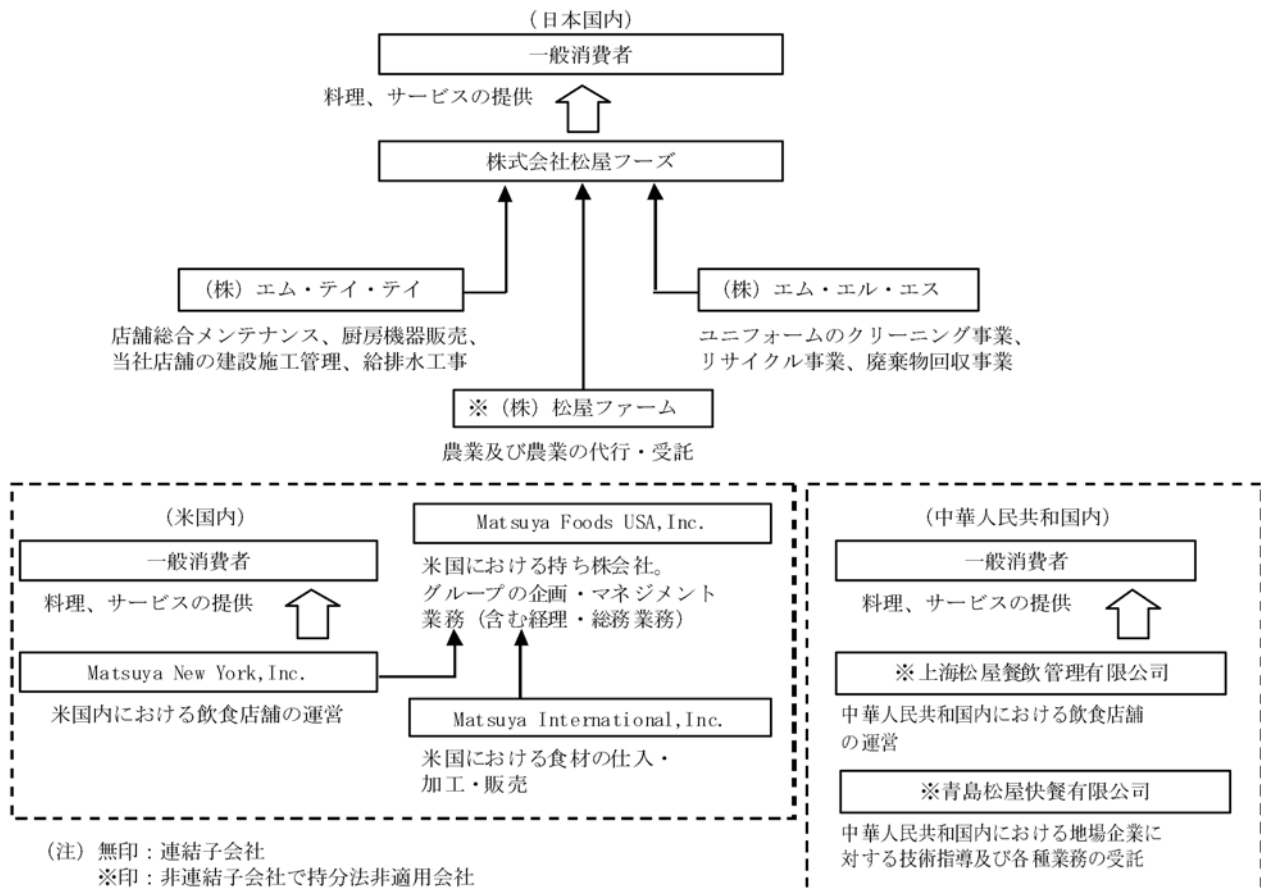 (日本国内)
一般消費者
料理、サービスの提供
株式会社松屋フーズ
(株)エム・テイ・テイ
店舗総合メンテナンス、厨房機器販売、
当社店舗の建設施工管理、給排水工事
(株)エム・エル・エス
ユニフォームのクリーニング事業、
リサイクル事業、廃棄物回収事業
※(株)松屋ファーム
農業及び農業の代行・受託
(米国内)
一般消費者
料理、サービスの提供
Matsuya New York,Inc.
米国内における飲食店舗の運営
Matsuya Foods USA,Inc.
米国における持ち株会社。
グループの企画・マネジメント
業務(含む経理・総務業務)
Matsuya International,Inc.
米国における食材の仕入・
加工・販売
(中華人民共和国内)
一般消費者
料理、サービスの提供
※上海松屋餐飲管理有限公司
中華人民共和国内における飲食店舗
の運営
※青島松屋快餐有限公司
中華人民共和国内における地場企業に
対する技術指導及び各種業務の受託
(注)無印:連結子会社
※印:非連結子会社で持分法非適用会社